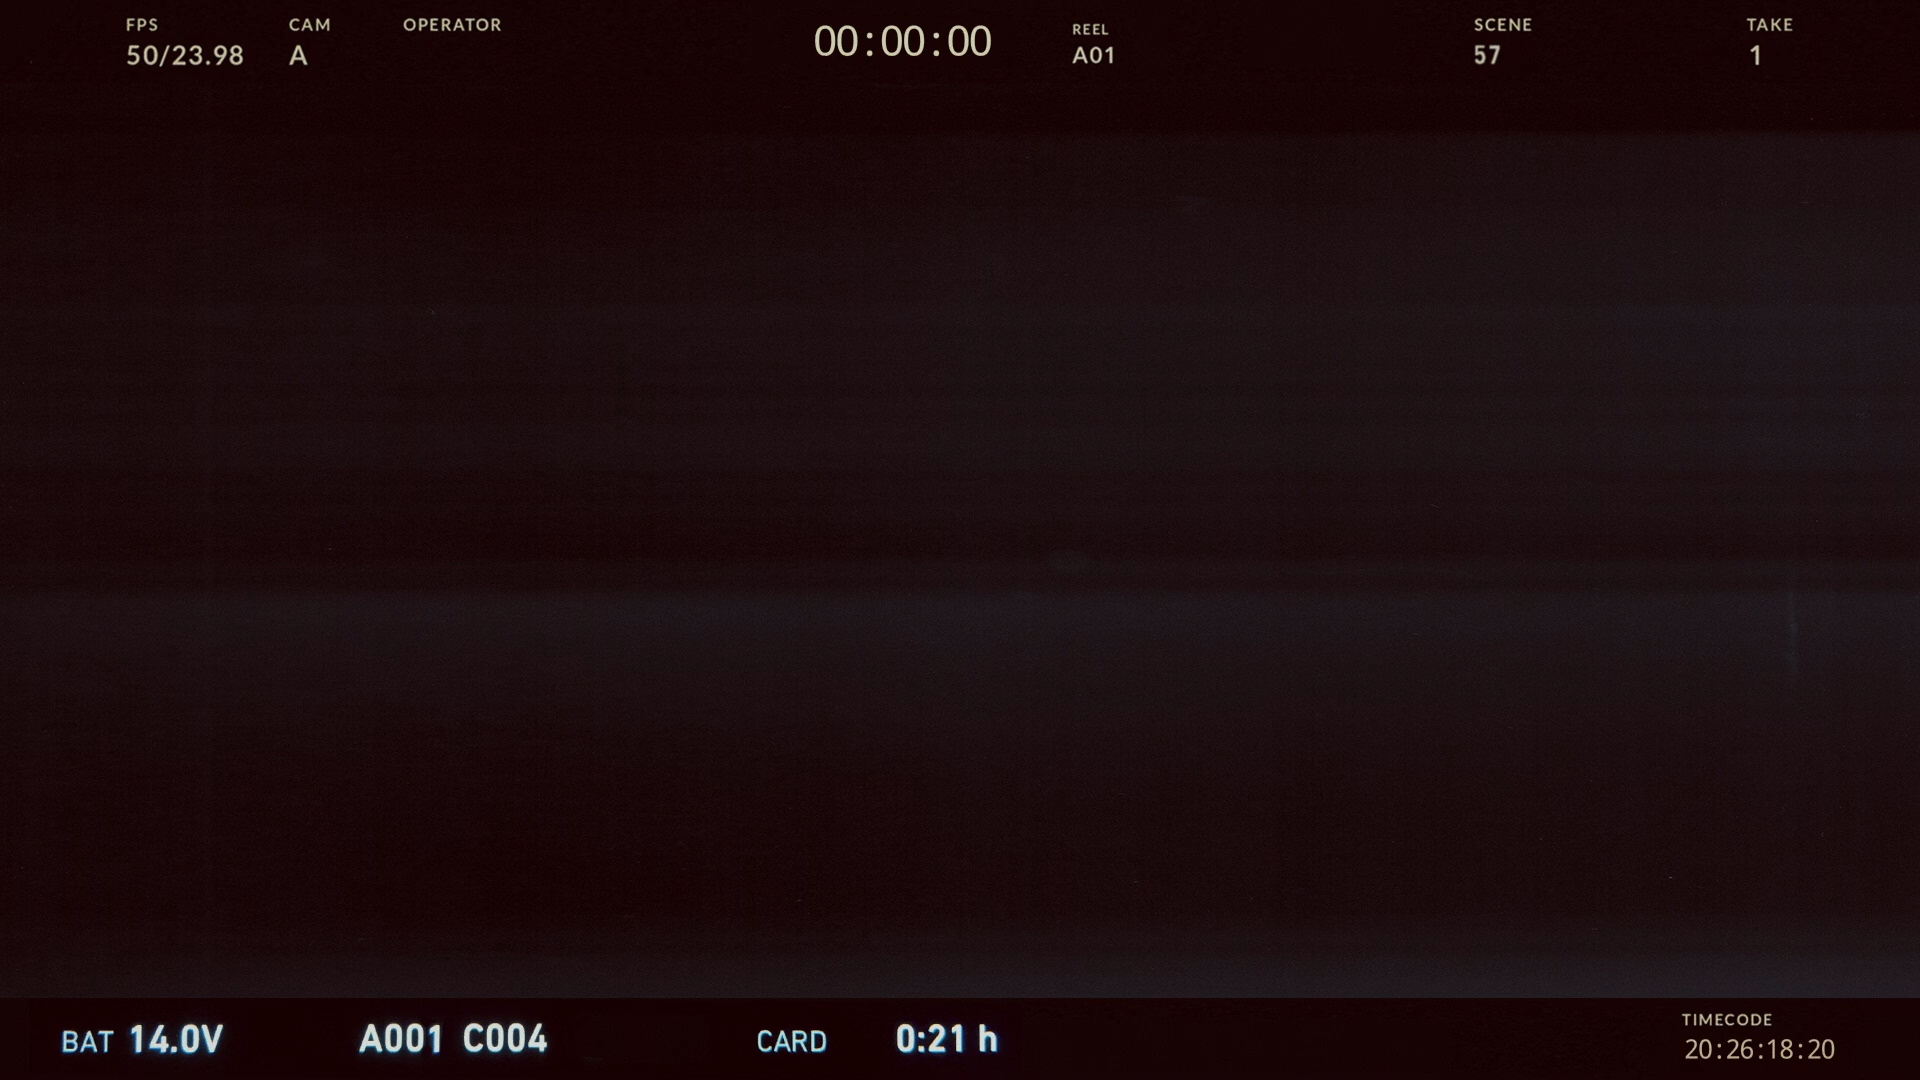 FPS
50/23.98
CAM
A
OPERATOR
00:00:00
REEL
A01
SCENE
57
TAKE
1
BAT 14.0V
A001 C004
CARD
0:21 h
TIMECODE
20:26:18:20